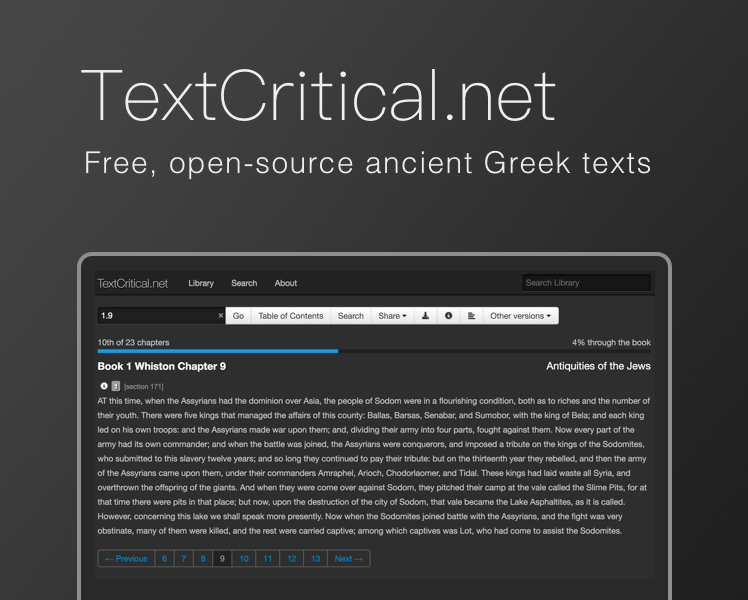 TextCritical.net
Free, open-source ancient Greek texts
TextCritical.net Library Search About Search Library
1.9 × Go Table of Contents Search Share Other versions
10th of 23 chapters 4% through the book
Book 1 Whiston Chapter 9 Antiquities of the Jews
1 [section 171]
AT this time, when the Assyrians had the dominion over Asia, the people of Sodom were in a flourishing condition, both as to riches and the number of
their youth. There were five kings that managed the affairs of this county: Ballas, Barsas, Senabar, and Sumobor, with the king of Bela; and each king
led on his own troops: and the Assyrians made war upon them; and, dividing their army into four parts, fought against them. Now every part of the
army had its own commander; and when the battle was joined, the Assyrians were conquerors, and imposed a tribute on the kings of the Sodomites,
who submitted to this slavery twelve years; and so long they continued to pay their tribute: but on the thirteenth year they rebelled, and then the army
of the Assyrians came upon them, under their commanders Amraphel, Arioch, Chodorlaomer, and Tidal. These kings had laid waste all Syria, and
overthrown the offspring of the giants. And when they were come over against Sodom, they pitched their camp at the vale called the Slime Pits, for at
that time there were pits in that place; but now, upon the destruction of the city of Sodom, that vale became the Lake Asphaltites, as it is called.
However, concerning this lake we shall speak more presently. Now when the Sodomites joined battle with the Assyrians, and the fight was very
obstinate, many of them were killed, and the rest were carried captive; among which captives was Lot, who had come to assist the Sodomites.
← Previous 6 7 8 9 10 11 12 13 Next →